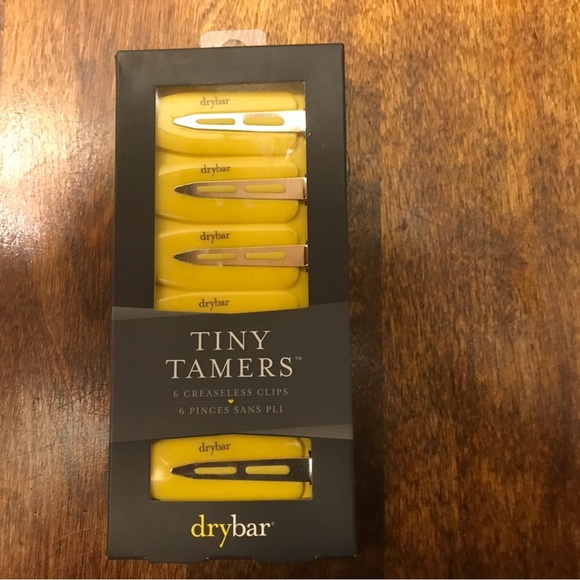 drybar
drybar
drybar
drybar
TINY
TAMERS™
6 CREASELESS CLIPS
6 PINCES SANS PLI
drybar
drybar®